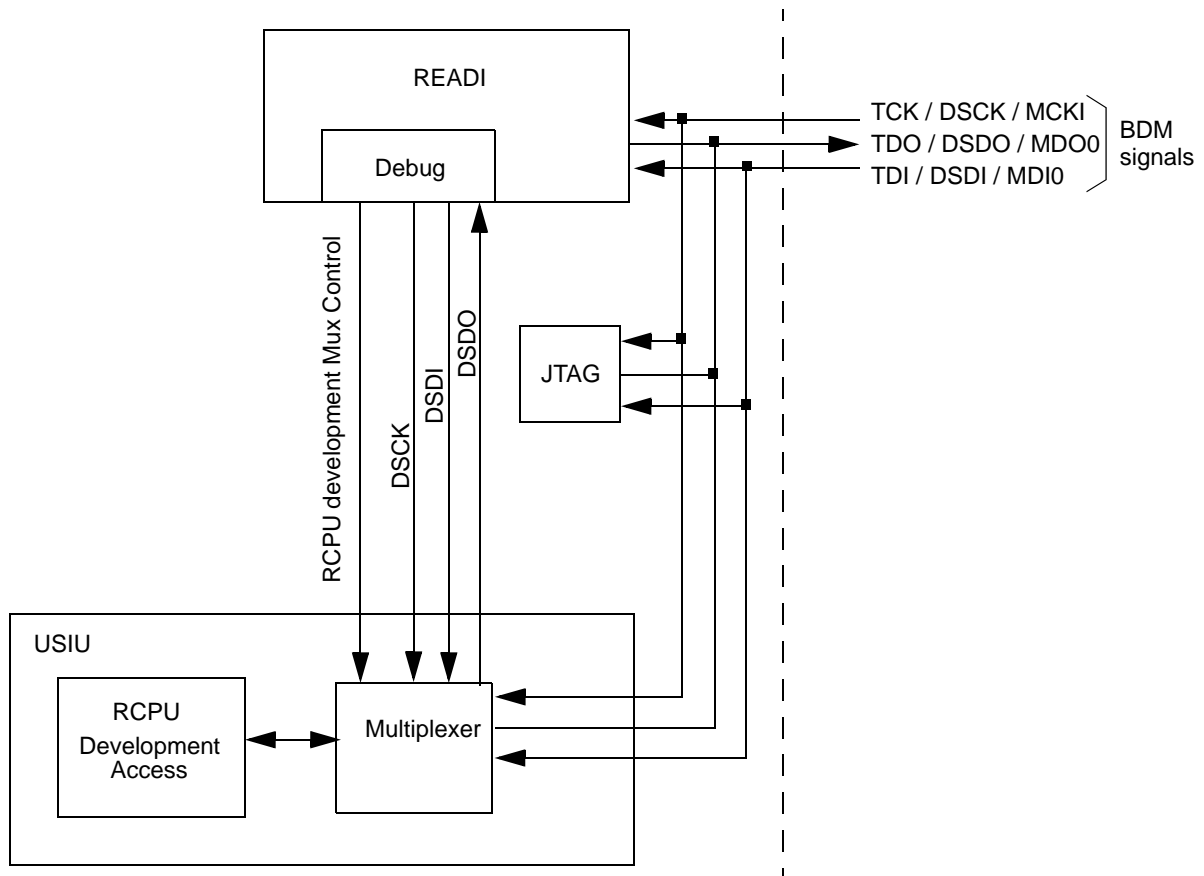 READI
Debug
TCK / DSCK / MCKI
TDO / DSDO / MDO0
TDI / DSDI / MDI0
BDM
signals
RCPU development Mux Control
DSCK
DSDI
DSDO
JTAG
USIU
RCPU
Development
Access
Multiplexer